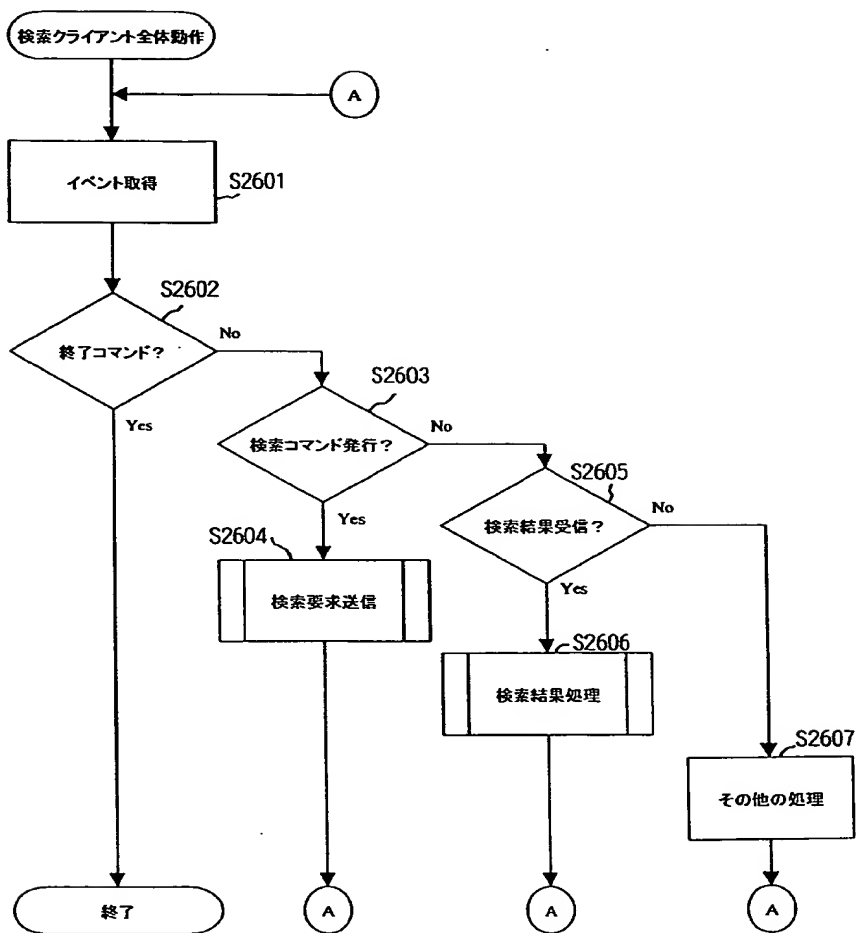 検索クライアント全体動作
A
イベント取得
S2601
S2602
終了コマンド?
No
Yes
S2603
検索コマンド発行?
No
Yes
S2605
検索結果受信?
No
Yes
S2604
検索要求送信
S2606
検索結果処理
S2607
その他の処理
終了
A
A
A